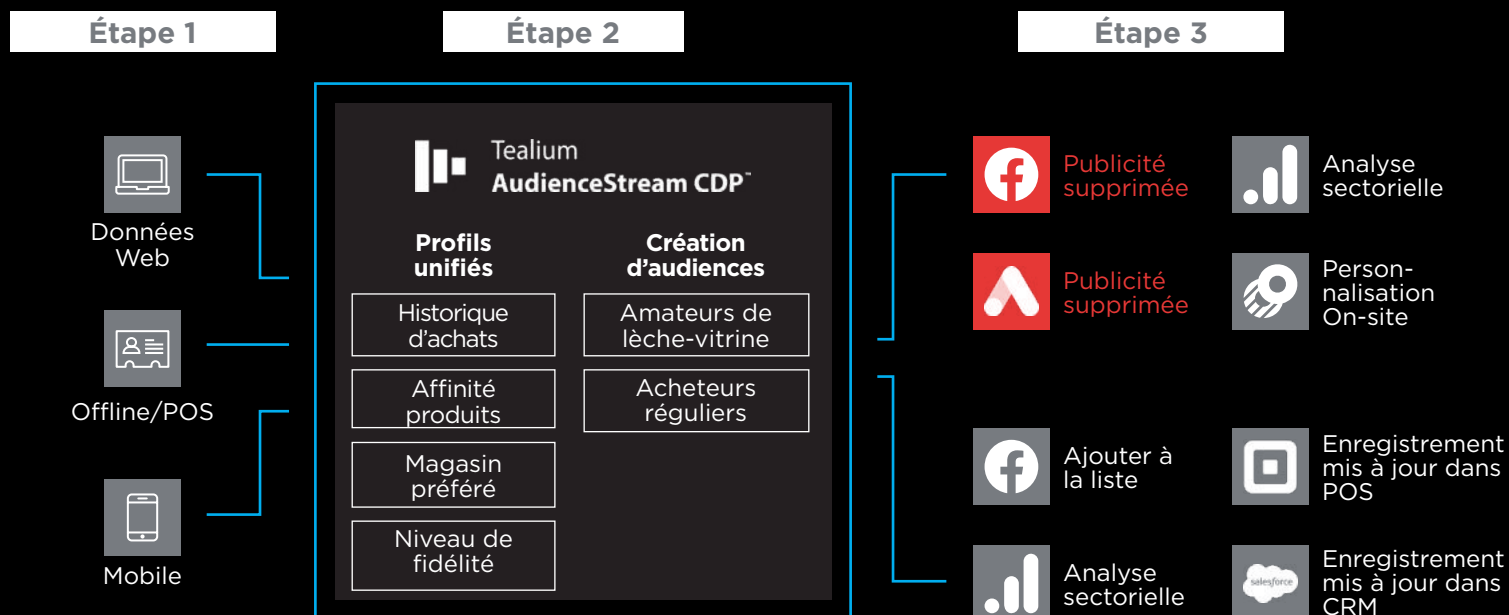 Étape 1
Étape 2
Étape 3
Données
Web
Offline/POS
Mobile
Tealium
AudienceStream CDP™
Profils
unifiés
Historique
d'achats
Affinité
produits
Magasin
préféré
Niveau de
fidélité
Création
d'audiences
Amateurs de
lèche-vitrine
Acheteurs
réguliers
Publicité
supprimée
Analyse
sectorielle
Publicité
supprimée
Person-
nalisation
On-site
Ajouter à
la liste
Enregistrement
mis à jour dans
POS
Analyse
sectorielle
salesforce
Enregistrement
mis à jour dans
CRM